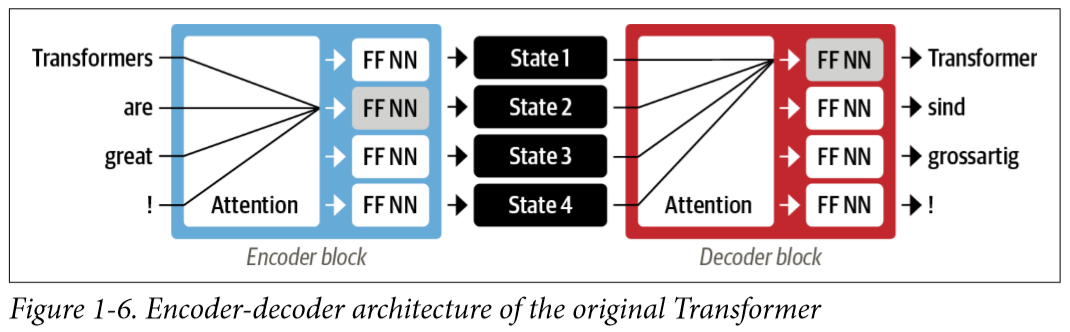 Transformers
are
great
!
Attention
FF NN
FF NN
FF NN
FF NN
Encoder block
State 1
State 2
State 3
State 4
Attention
FF NN
FF NN
FF NN
FF NN
Decoder block
Transformer
sind
grossartig
!
Figure 1-6. Encoder-decoder architecture of the original Transformer